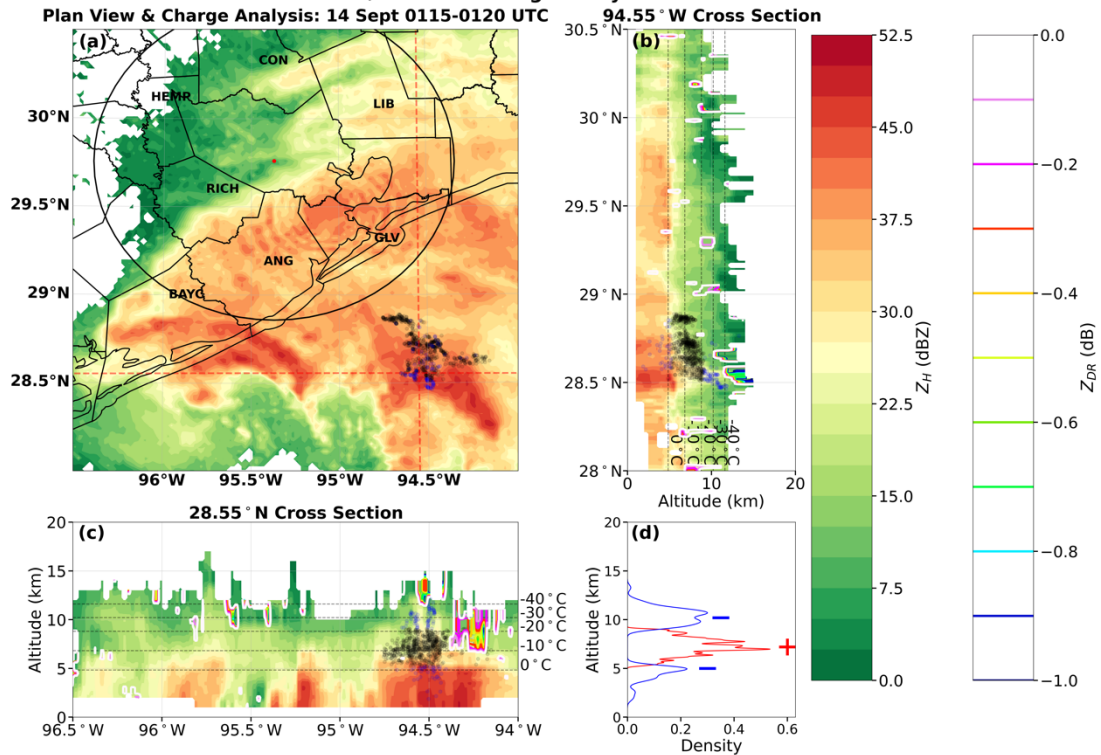 Plan View & Charge Analysis: 14 Sept 0115-0120 UTC
94.55°W Cross Section
(a)
CON
HEMP
LIB
RICH
GLV
ANG
BAYC
30°N
29.5°N
29°N
28.5°N
96°W
95.5°W
95°W
94.5°W
(b)
30.5°N
30°N
29.5°N
29°N
28.5°N
28°N
-40°C
0
10
20
Altitude (km)
52.5
45.0
37.5
30.0
22.5
15.0
7.5
0.0
Z_H (dBZ)
0.0
−0.2
−0.4
−0.6
−0.8
−1.0
Z_DR (dB)
28.55°N Cross Section
(c)
20
15
10
5
0
Altitude (km)
-40°C
-30°C
-20°C
-10°C
0°C
96.5°W
96°W
95.5°W
95°W
94.5°W
94°W
(d)
20
15
10
5
0
Altitude (km)
0.0
0.2
0.4
0.6
Density